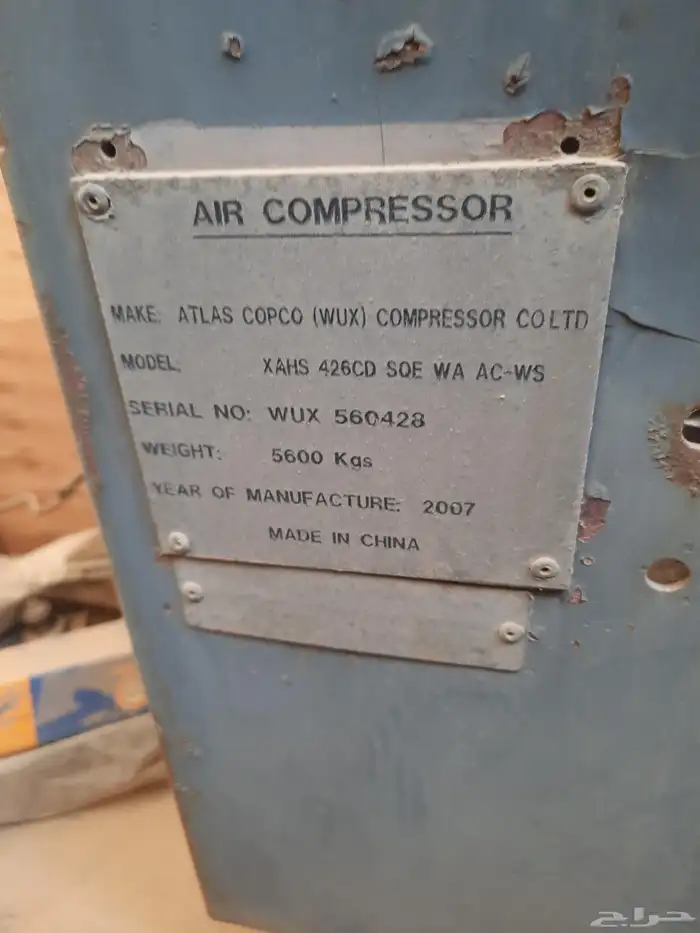 AIR COMPRESSOR
MAKE: ATLAS COPCO (WUX) COMPRESSOR CO LTD
MODEL: XAHS 426CD SQE WA AC-WS
SERIAL NO: WUX 560428
WEIGHT: 5600 Kgs
YEAR OF MANUFACTURE: 2007
MADE IN CHINA
حراج